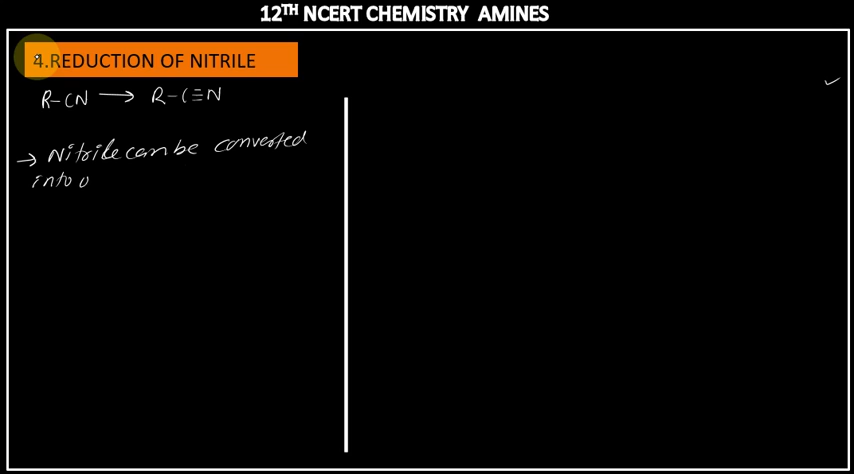 12TH NCERT CHEMISTRY AMINES
4.REDUCTION OF NITRILE
R-CN → R-C≡N
→ Nitrile can be converted
into